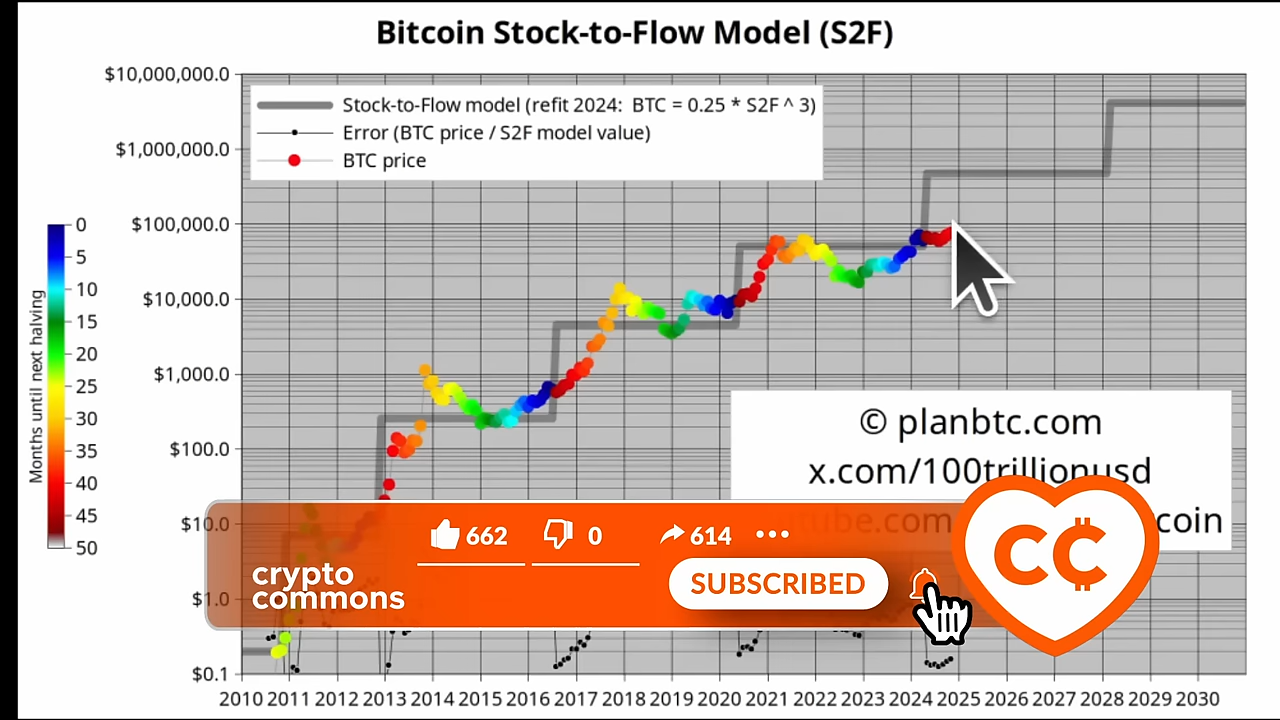 Bitcoin Stock-to-Flow Model (S2F)
$10,000,000.0
$1,000,000.0
$100,000.0
$10,000.0
$1,000.0
$100.0
$10.0
$1.0
$0.1
Stock-to-Flow model (refit 2024: BTC = 0.25 * S2F ^ 3)
Error (BTC price / S2F model value)
BTC price
Months until next halving
0
5
10
15
20
25
30
35
40
45
50
© planbtc.com
x.com/100trillionusd
tube.com coin
662 0 614
crypto
commons
SUBSCRIBED
CC
2010 2011 2012 2013 2014 2015 2016 2017 2018 2019 2020 2021 2022 2023 2024 2025 2026 2027 2028 2029 2030